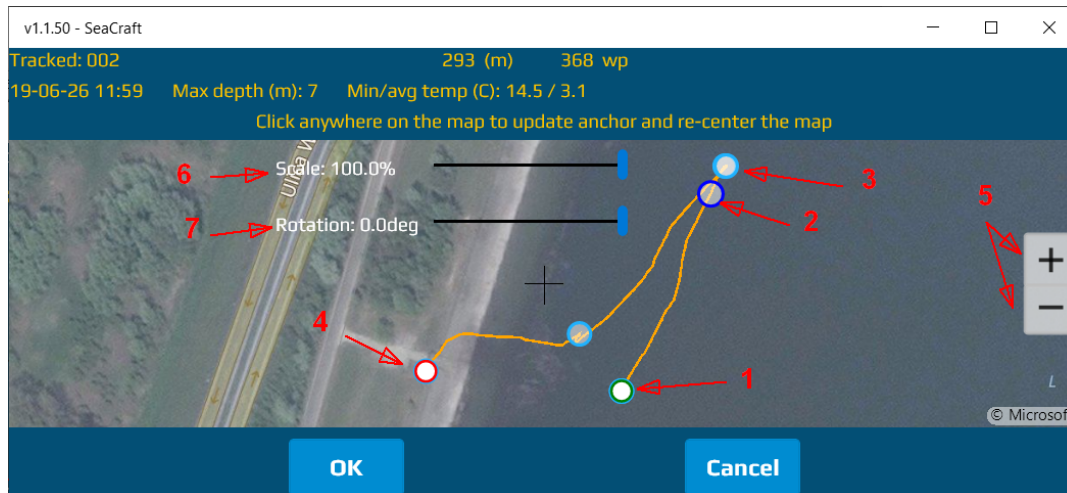 v1.1.50 - SeaCraft
Tracked: 002 293 (m) 368 wp
19-06-26 11:59 Max depth (m): 7 Min/avg temp (C): 14.5 / 3.1
Click anywhere on the map to update anchor and re-center the map
Ulica W
6 Scale: 100.0%
3
7 Rotation: 0.0deg
2
5
+
4
−
1
L
© Microsof
OK Cancel